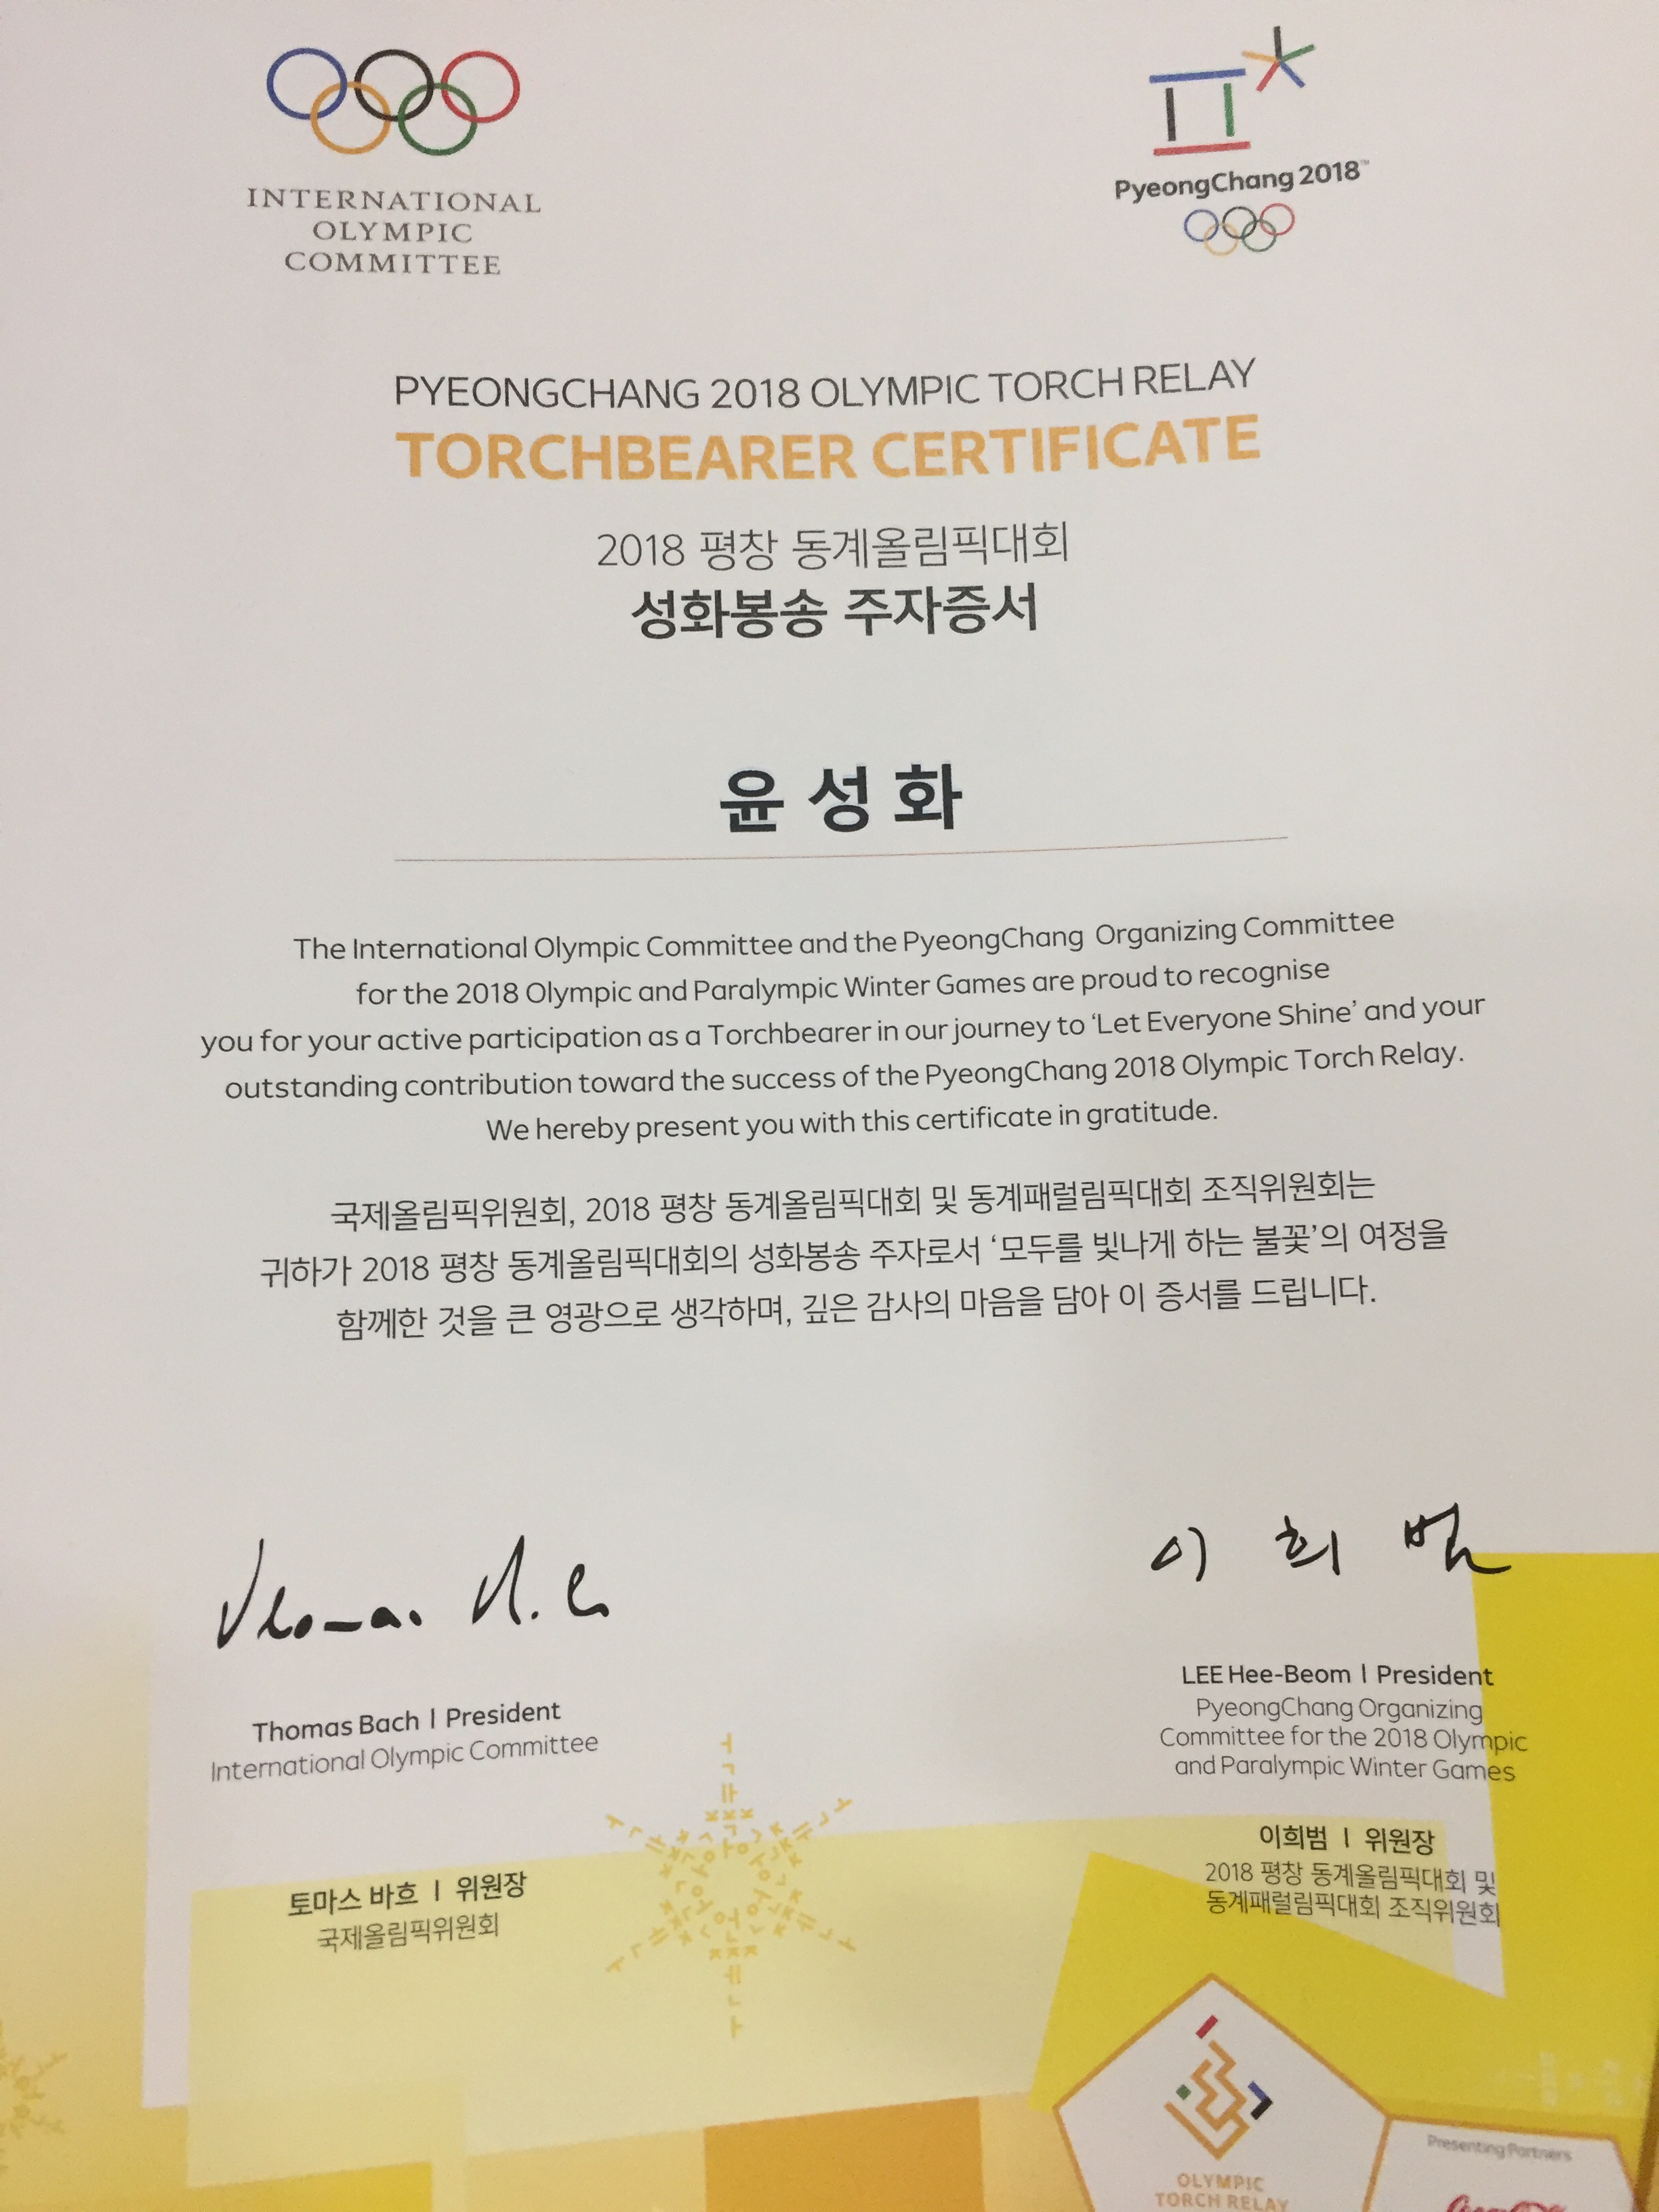 INTERNATIONAL
OLYMPIC
COMMITTEE
PyeongChang 2018™
PYEONGCHANG 2018 OLYMPIC TORCH RELAY
TORCHBEARER CERTIFICATE
2018 평창 동계올림픽대회
성화봉송 주자증서
윤 성 화
The International Olympic Committee and the PyeongChang Organizing Committee
for the 2018 Olympic and Paralympic Winter Games are proud to recognise
you for your active participation as a Torchbearer in our journey to ‘Let Everyone Shine’ and your
outstanding contribution toward the success of the PyeongChang 2018 Olympic Torch Relay.
We hereby present you with this certificate in gratitude.
국제올림픽위원회, 2018 평창 동계올림픽대회 및 동계패럴림픽대회 조직위원회는
귀하가 2018 평창 동계올림픽대회의 성화봉송 주자로서 ‘모두를 빛나게 하는 불꽃’의 여정을
함께한 것을 큰 영광으로 생각하며, 깊은 감사의 마음을 담아 이 증서를 드립니다.
Thomas Bach | President
International Olympic Committee
토마스 바흐 | 위원장
국제올림픽위원회
이 희 범
LEE Hee-Beom | President
PyeongChang Organizing
Committee for the 2018 Olympic
and Paralympic Winter Games
이희범 | 위원장
2018 평창 동계올림픽대회 및
동계패럴림픽대회 조직위원회
OLYMPIC
TORCH RELAY
Presenting Partners